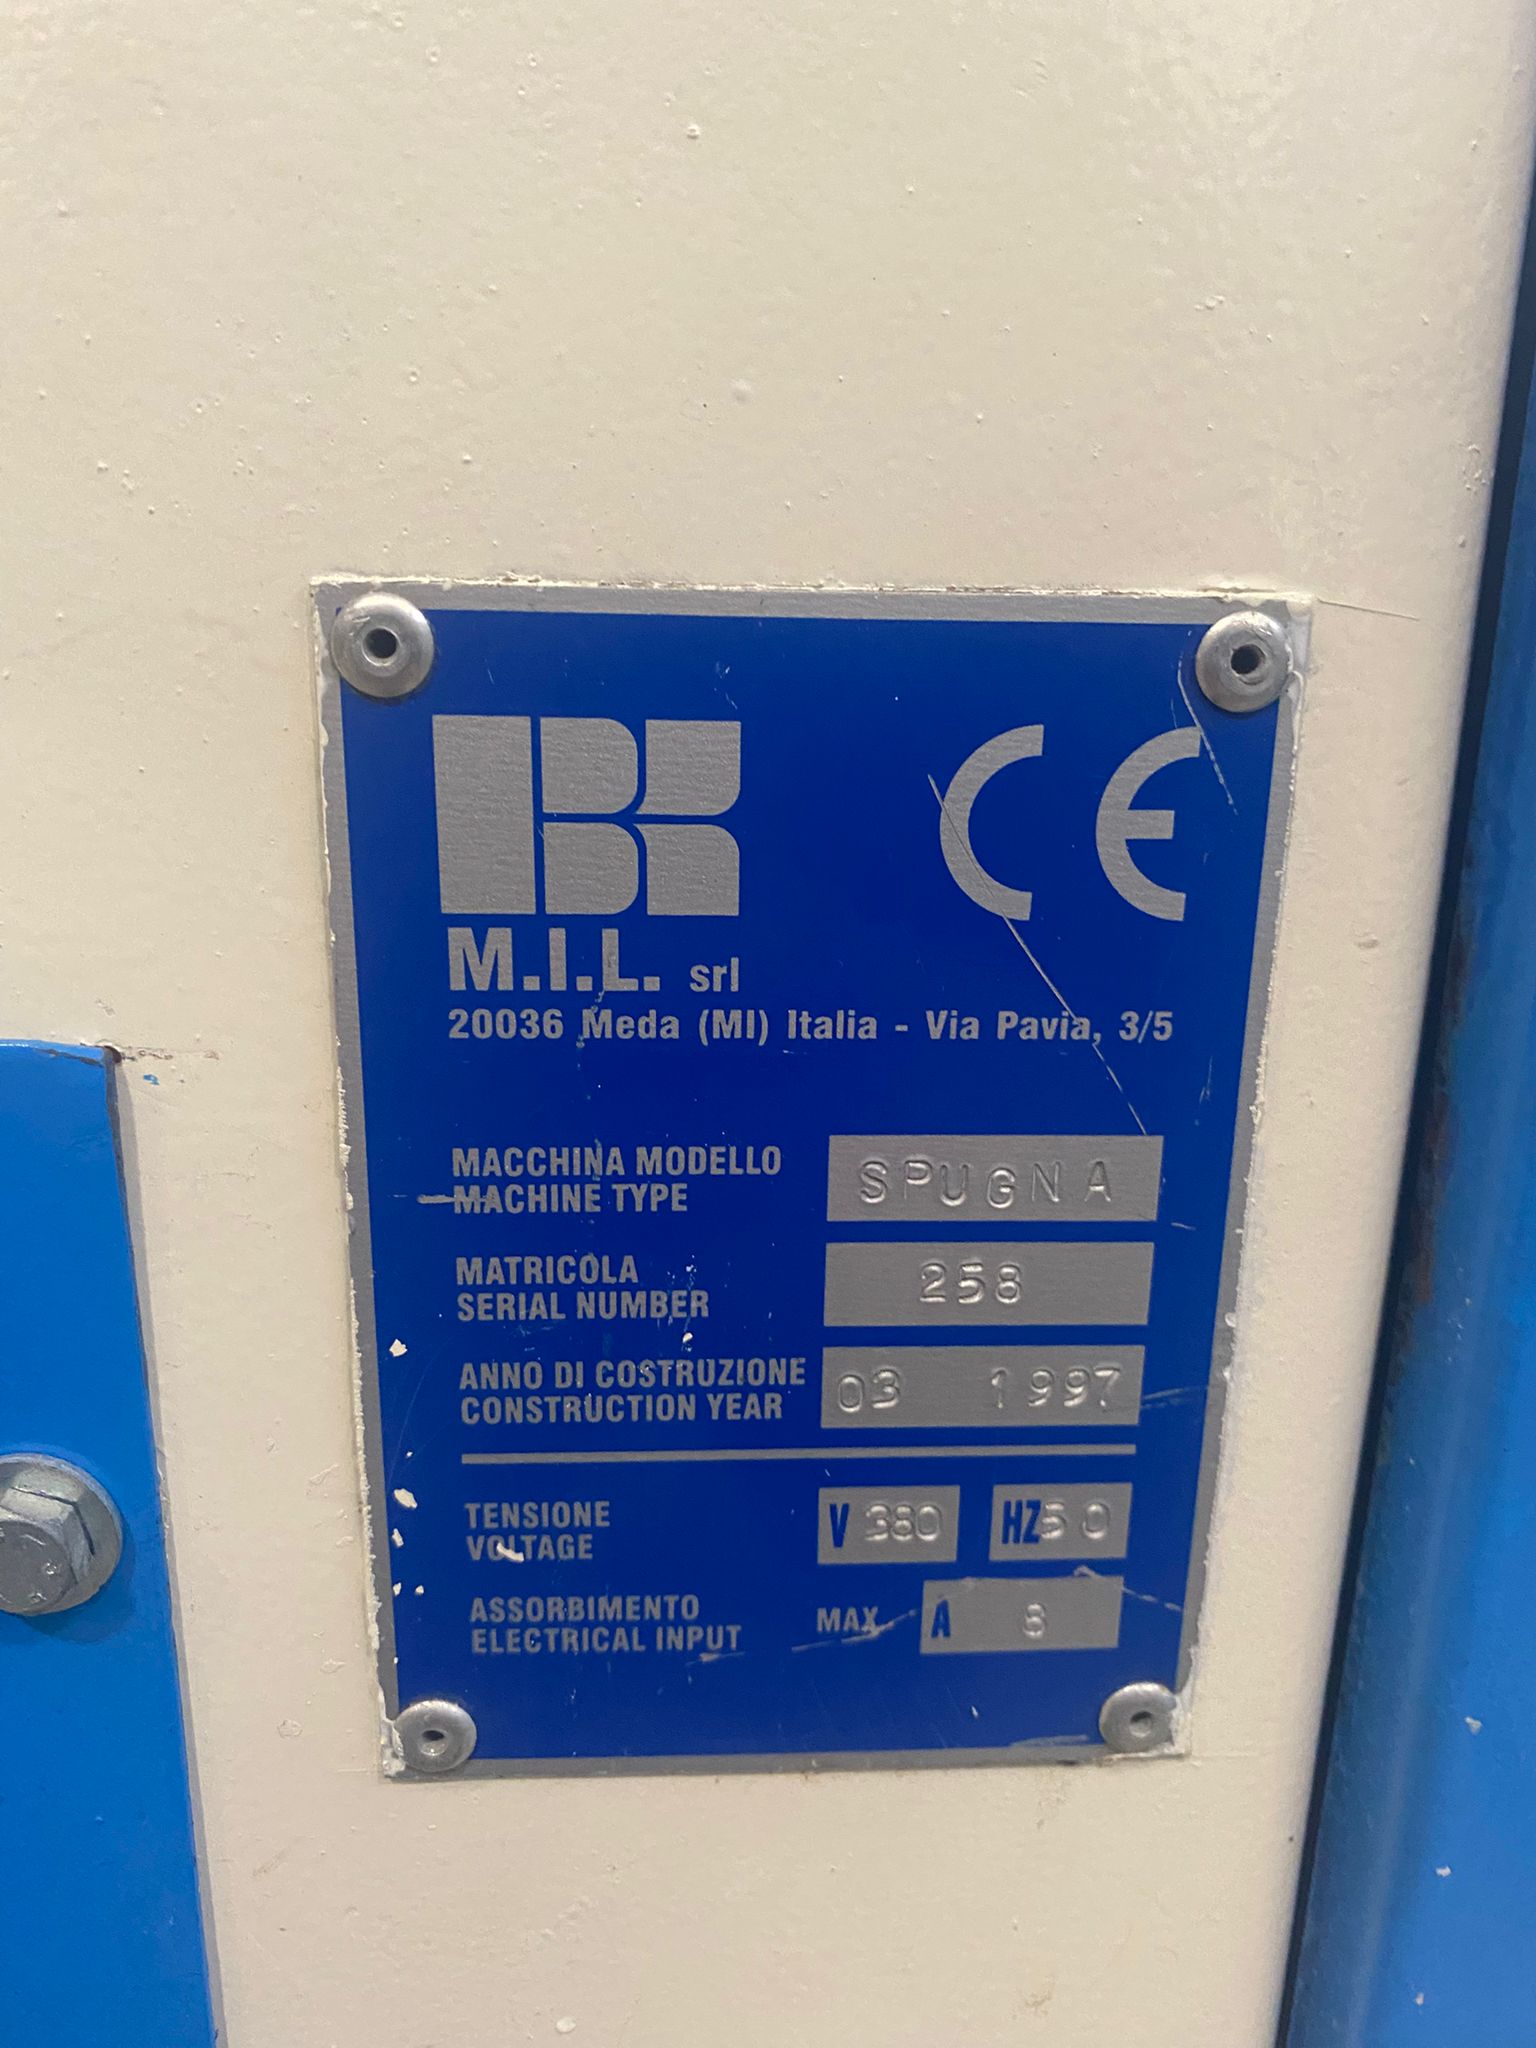 BI CE
M.I.L. srl
20036 Meda (MI) Italia - Via Pavia, 3/5
MACCHINA MODELLO
MACHINE TYPE
SPUGNA
MATRICOLA
SERIAL NUMBER
258
ANNO DI COSTRUZIONE
CONSTRUCTION YEAR
03 1997
TENSIONE
VOLTAGE
V 380 HZ 50
ASSORBIMENTO
ELECTRICAL INPUT
MAX. A 8